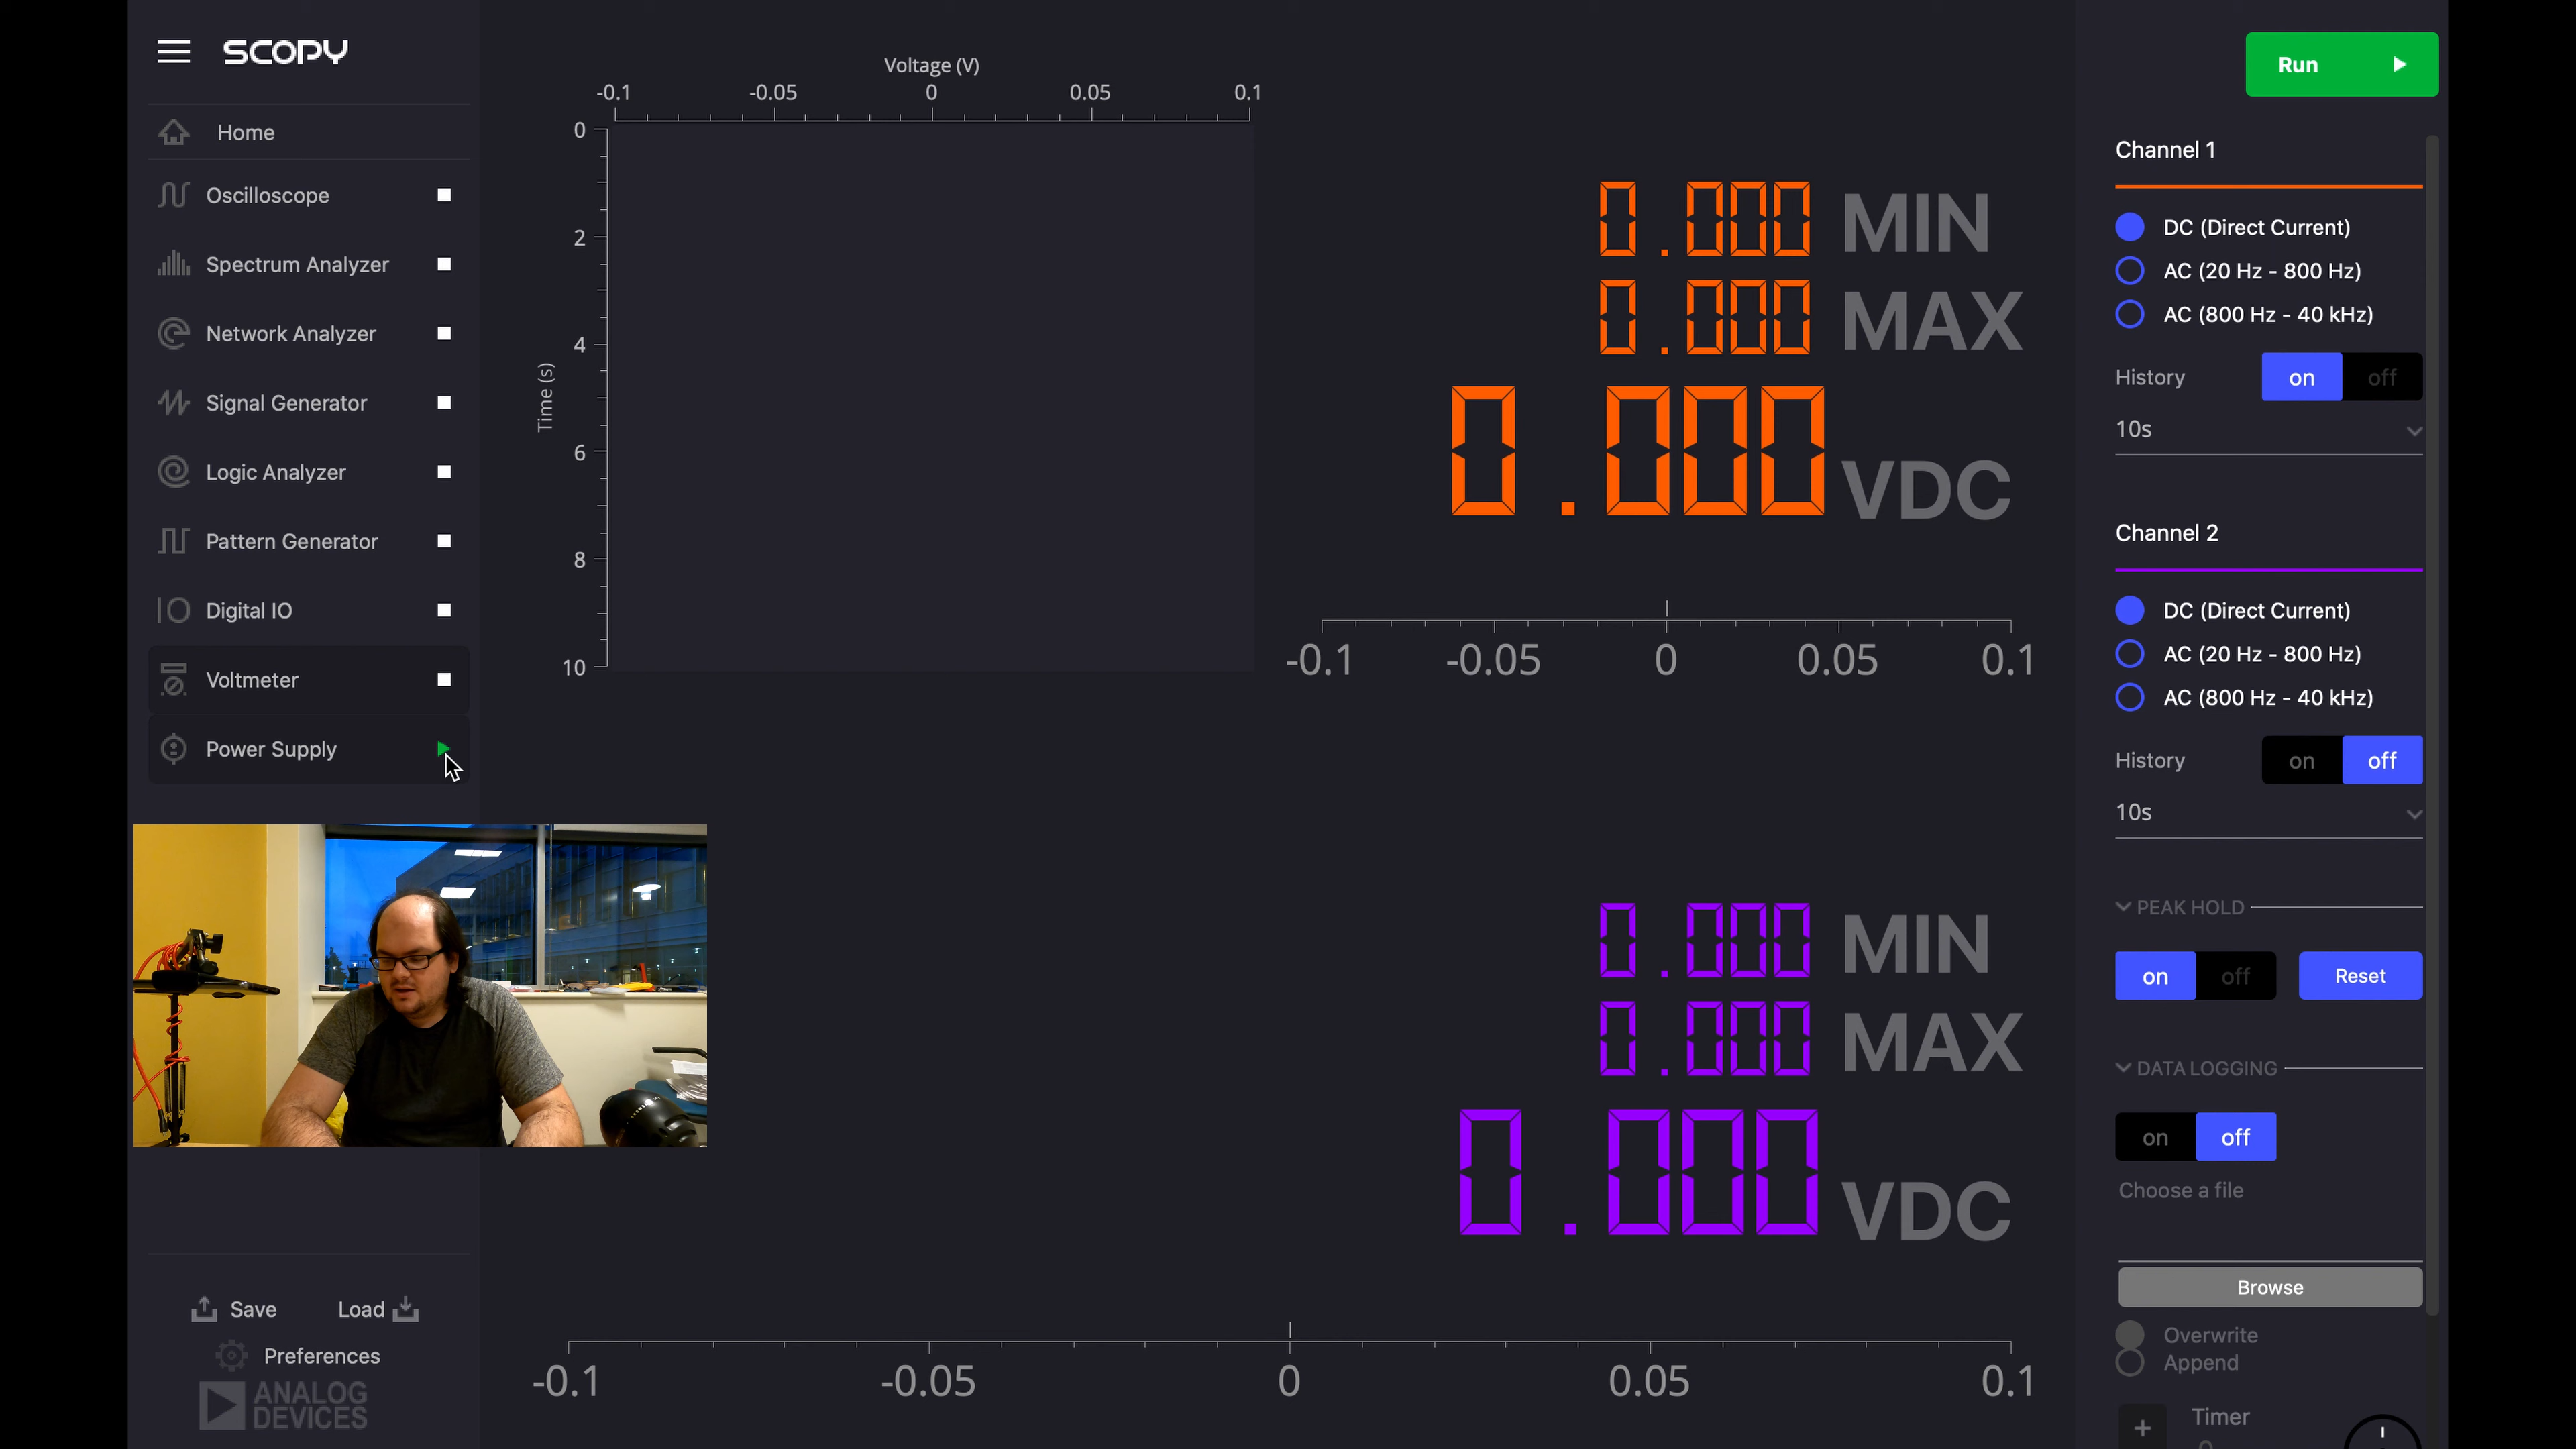 SCOPY
Home
Oscilloscope
Spectrum Analyzer
Network Analyzer
Signal Generator
Logic Analyzer
Pattern Generator
Digital IO
Voltmeter
Power Supply
Save Load
Preferences
ANALOG
DEVICES
Voltage (V)
-0.1 -0.05 0 0.05 0.1
Time (s)
0
2
4
6
8
10
0.000 MIN
0.000 MAX
0.000 VDC
-0.1 -0.05 0 0.05 0.1
0.000 MIN
0.000 MAX
0.000 VDC
-0.1 -0.05 0 0.05 0.1
Run
Channel 1
DC (Direct Current)
AC (20 Hz - 800 Hz)
AC (800 Hz - 40 kHz)
History on off
10s
Channel 2
DC (Direct Current)
AC (20 Hz - 800 Hz)
AC (800 Hz - 40 kHz)
History on off
10s
PEAK HOLD
on off Reset
DATA LOGGING
on off
Choose a file
Browse
Overwrite
Append
+ Timer